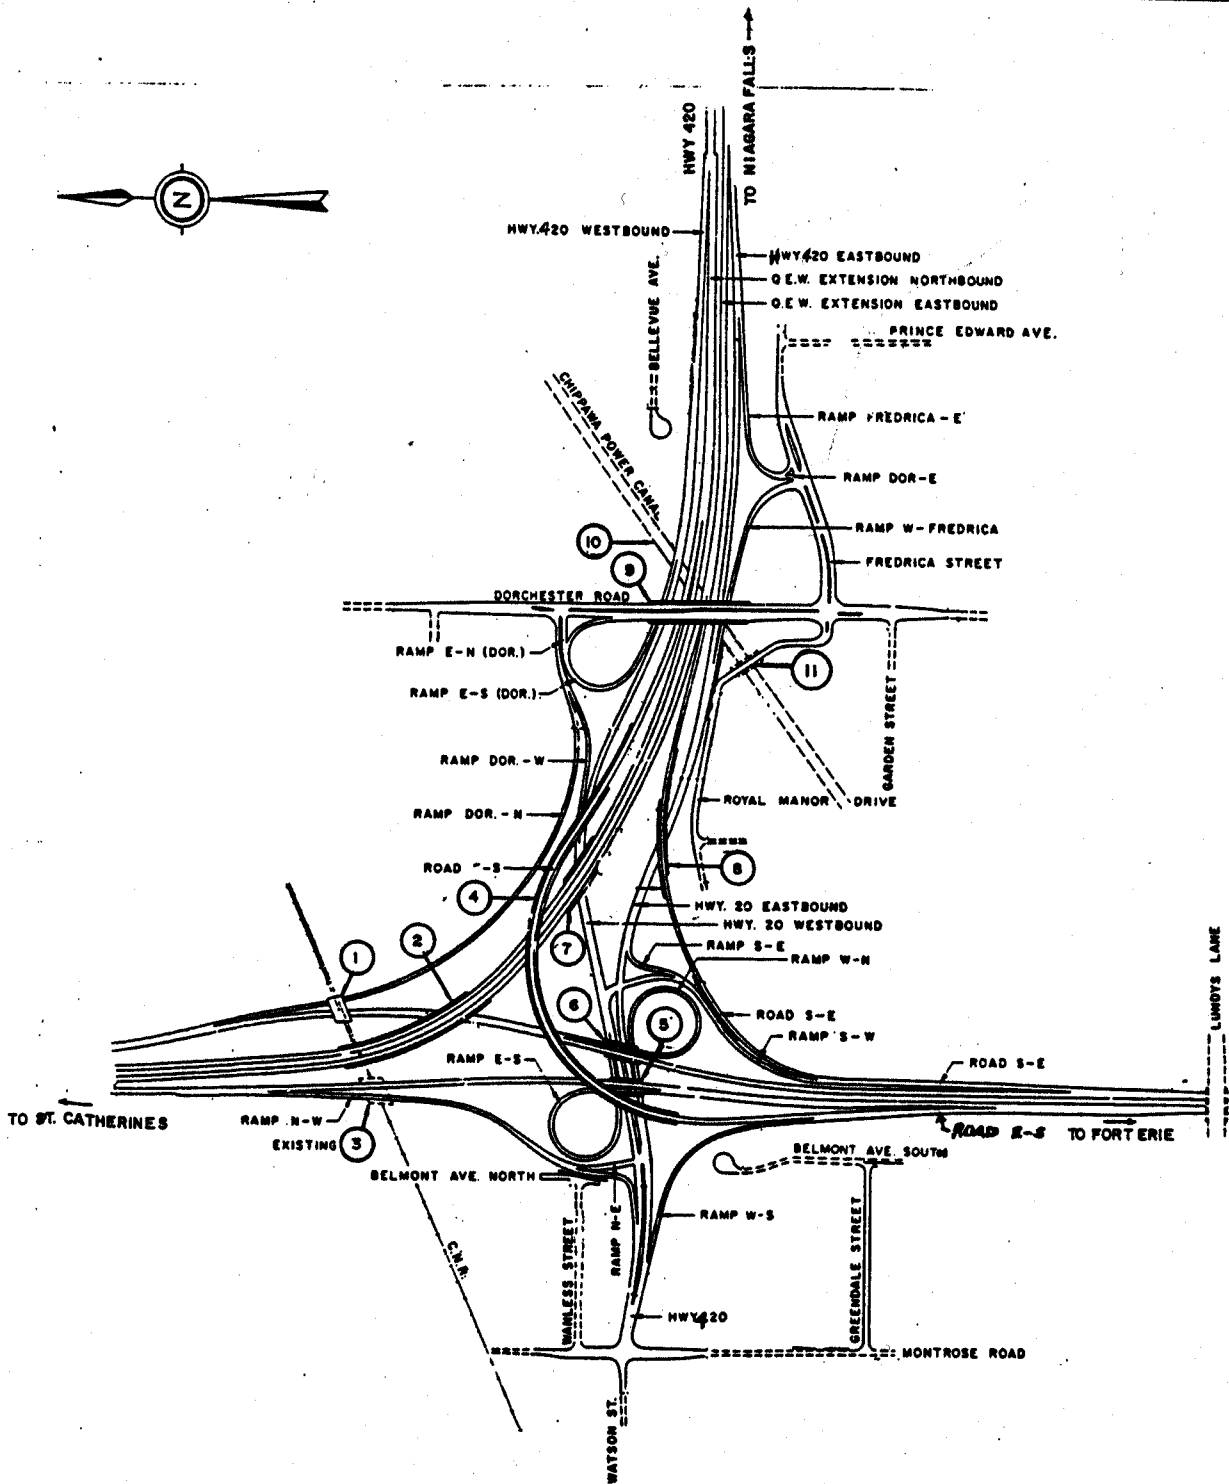 TO NIAGARA FALLS
HWY 420
N
HWY.420 WESTBOUND
HWY 420 EASTBOUND
Q.E.W. EXTENSION NORTHBOUND
Q.E.W. EXTENSION EASTBOUND
BELLEVUE AVE.
PRINCE EDWARD AVE.
CHIPPAWA POWER CANAL
RAMP FREDRICA-E
RAMP DOR-E
RAMP W-FREDRICA
10
9
FREDRICA STREET
DORCHESTER ROAD
RAMP E-N (DOR.)
11
RAMP E-S (DOR.)
GARDEN STREET
RAMP DOR.-W
ROYAL MANOR DRIVE
RAMP DOR.-N
ROAD -S
8
4
HWY. 20 EASTBOUND
HWY. 20 WESTBOUND
2
7
RAMP S-E
1
RAMP W-N
6
5
ROAD S-E
RAMP S-W
LUNDYS LANE
RAMP E-S
ROAD S-E
TO ST. CATHERINES
RAMP N-W
EXISTING 3
ROAD E-S
TO FORT ERIE
BELMONT AVE. SOUTH
BELMONT AVE. NORTH
RAMP W-S
RAMP N-E
WANLESS STREET
GREENDALE STREET
C.N.R.
HWY 420
MONTROSE ROAD
WATSON ST.